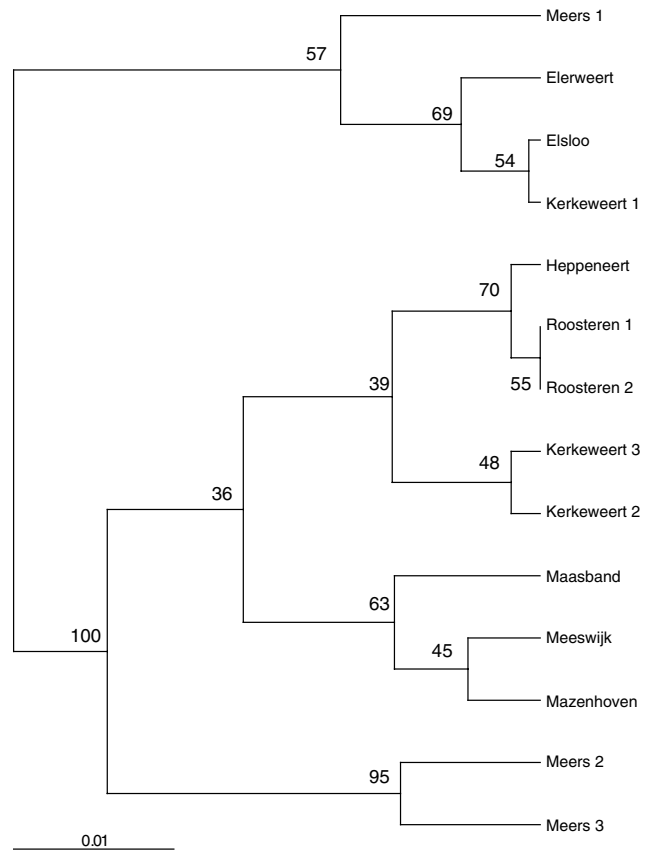 Meers 1
57
Elerweert
69
Elsloo
54
Kerkeweert 1
Heppeneert
70
Roosteren 1
39
55
Roosteren 2
Kerkeweert 3
48
36
Kerkeweert 2
Maasband
63
100
Meeswijk
45
Mazenhoven
Meers 2
95
Meers 3
0.01